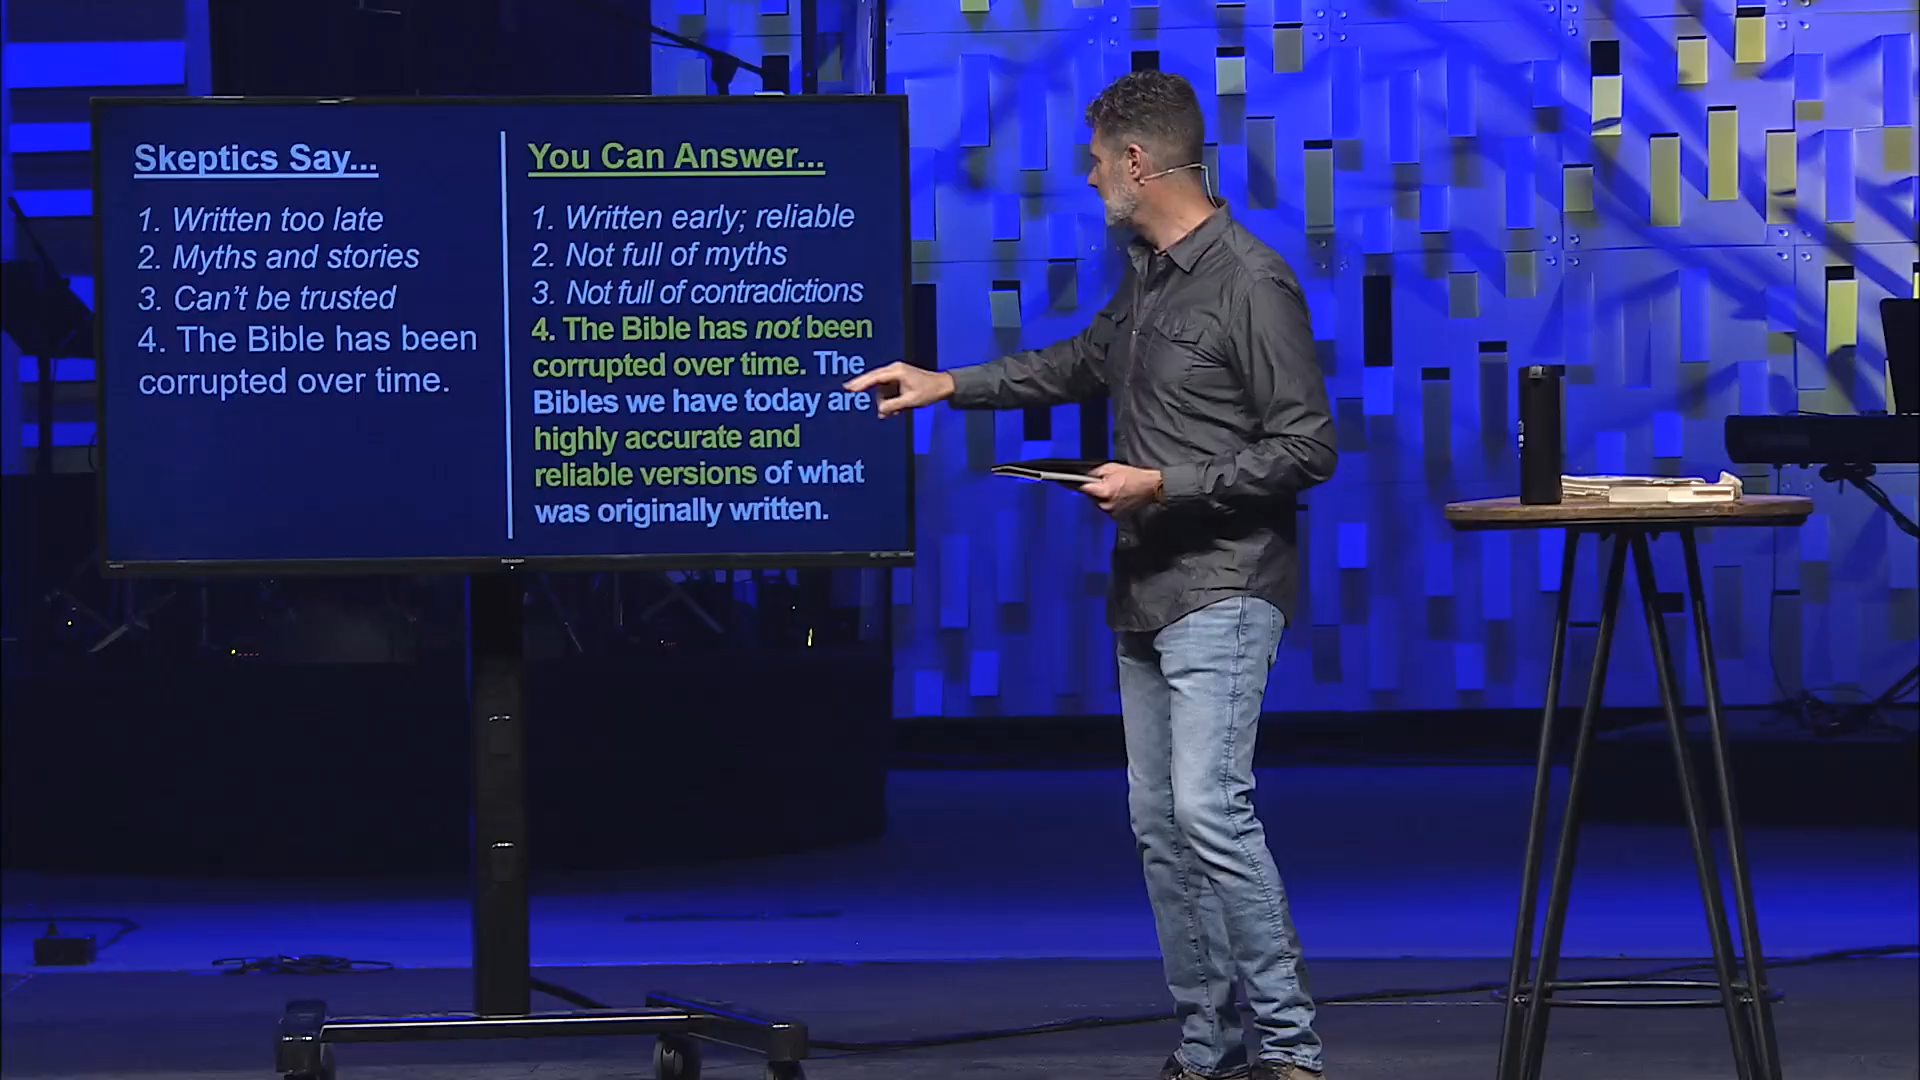 Skeptics Say...
1. Written too late
2. Myths and stories
3. Can't be trusted
4. The Bible has been
corrupted over time.
You Can Answer...
1. Written early; reliable
2. Not full of myths
3. Not full of contradictions
4. The Bible has not been
corrupted over time. The
Bibles we have today are
highly accurate and
reliable versions of what
was originally written.
SHARP